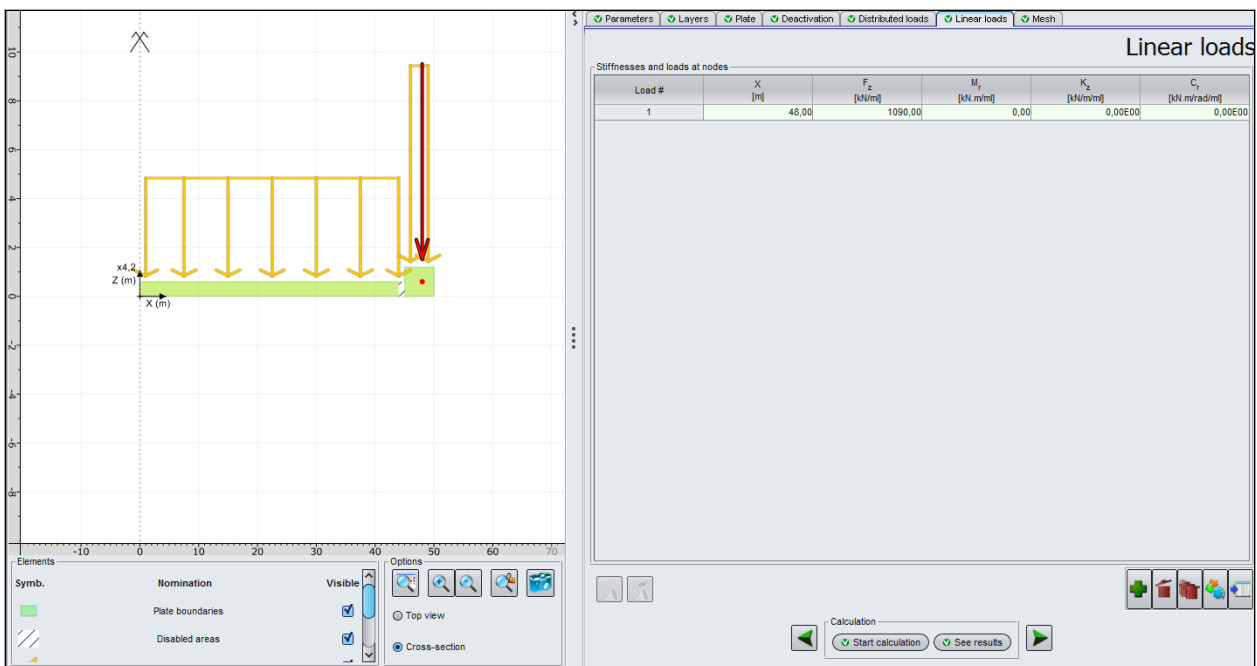 Parameters Layers Plate Deactivation Distributed loads Linear loads Mesh
Linear loads
Stiffnesses and loads at nodes
Load # X [m] Fz [kN/ml] Mr [kN.m/ml] Kz [kN/m/ml] Cr [kN.m/rad/ml]
1 48,00 1090,00 0,00 0,00E00 0,00E00
10
8
6
4
2
0
-2
-4
-6
-8
x4,2
Z (m)
X (m)
-10 0 10 20 30 40 50 60 70
Elements
Symb. Nomination Visible
Plate boundaries
Disabled areas
Options
Top view
Cross-section
Calculation
Start calculation See results